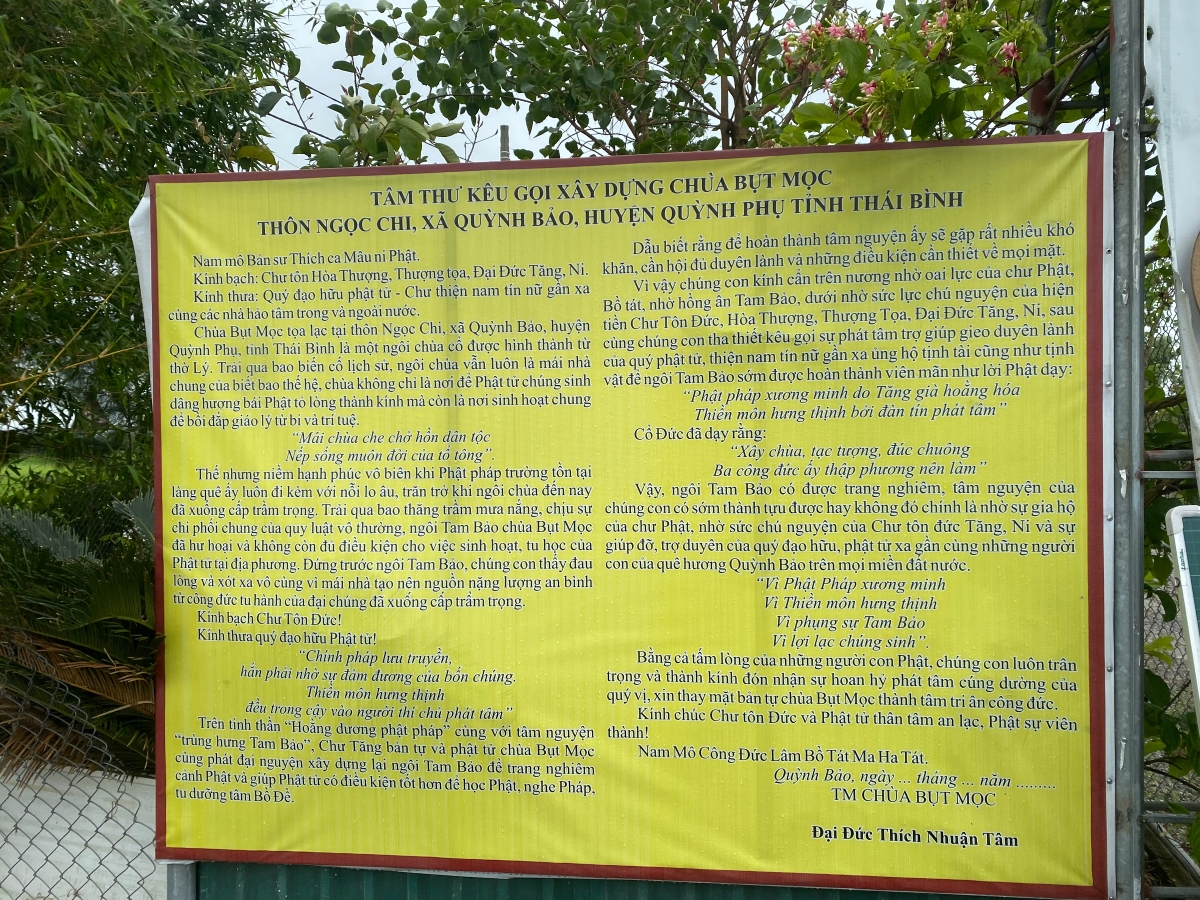 TÂM THƯ KÊU GỌI XÂY DỰNG CHÙA BỤT MỌC
THÔN NGỌC CHI, XÃ QUỲNH BẢO, HUYỆN QUỲNH PHỤ TỈNH THÁI BÌNH
Nam mô Bản sư Thích ca Mâu ni Phật.
Kính bạch: Chư tôn Hòa Thượng, Thượng tọa, Đại Đức Tăng, Ni.
Kính thưa: Quý đạo hữu phật tử - Chư thiện nam tín nữ gần xa
cùng các nhà hảo tâm trong và ngoài nước.
Chùa Bụt Mọc tọa lạc tại thôn Ngọc Chi, xã Quỳnh Bảo, huyện
Quỳnh Phụ, tỉnh Thái Bình là một ngôi chùa cổ được hình thành từ
thờ Lý. Trải qua bao biến cố lịch sử, ngôi chùa vẫn luôn là mái nhà
chung của biết bao thế hệ, chùa không chỉ là nơi để Phật tử chúng sinh
dâng hương bái Phật tỏ lòng thành kính mà còn là nơi sinh hoạt chung
để bồi đắp giáo lý từ bi và trí tuệ.
“Mái chùa che chở hồn dân tộc
Nếp sống muôn đời của tổ tông”.
Thế nhưng niềm hạnh phúc vô biên khi Phật pháp trường tồn tại
làng quê ấy luôn đi kèm với nỗi lo âu, trăn trở khi ngôi chùa đến nay
đã xuống cấp trầm trọng. Trải qua bao thăng trầm mưa nắng, chịu sự
chi phối chung của quy luật vô thường, ngôi Tam Bảo chùa Bụt Mọc
đã hư hoại và không còn đủ điều kiện cho việc sinh hoạt, tu học của
Phật tử tại địa phương. Đứng trước ngôi Tam Bảo, chúng con thấy đau
lòng và xót xa vô cùng vì mái nhà tạo nên nguồn nặng lượng an bình
từ công đức tu hành của đại chúng đã xuống cấp trầm trọng.
Kính bạch Chư Tôn Đức!
Kính thưa quý đạo hữu Phật tử!
“Chính pháp lưu truyền,
hẳn phải nhờ sự đảm đương của bốn chúng.
Thiền môn hưng thịnh
đều trong cậy vào người thí chủ phát tâm”
Trên tinh thần “Hoằng dương phật pháp” cùng với tâm nguyện
“trùng hưng Tam Bảo”, Chư Tăng bản tự và phật tử chùa Bụt Mọc
cùng phát đại nguyện xây dựng lại ngôi Tam Bảo để trang nghiêm
cảnh Phật và giúp Phật tử có điều kiện tốt hơn để học Phật, nghe Pháp,
tu dưỡng tâm Bồ Đề.
Dẫu biết rằng để hoàn thành tâm nguyện ấy sẽ gặp rất nhiều khó
khăn, cần hội đủ duyên lành và những điều kiện cần thiết về mọi mặt.
Vì vậy chúng con kính cẩn trên nương nhờ oai lực của chư Phật,
Bồ tát, nhờ hồng ân Tam Bảo, dưới nhờ sức lực chú nguyện của hiện
tiền Chư Tôn Đức, Hòa Thượng, Thượng Tọa, Đại Đức Tăng, Ni, sau
cùng chúng con tha thiết kêu gọi sự phát tâm trợ giúp gieo duyên lành
của quý phật tử, thiện nam tín nữ gần xa ủng hộ tịnh tài cũng như tịnh
vật để ngôi Tam Bảo sớm được hoàn thành viên mãn như lời Phật dạy:
“Phật pháp xương minh do Tăng già hoằng hóa
Thiền môn hưng thịnh bởi đàn tín phát tâm”
Cổ Đức đã dạy rằng:
“Xây chùa, tạc tượng, đúc chuông
Ba công đức ấy thập phương nên làm”
Vậy, ngôi Tam Bảo có được trang nghiêm, tâm nguyện của
chúng con có sớm thành tựu được hay không đó chính là nhờ sự gia hộ
của chư Phật, nhờ sức chú nguyện của Chư tôn đức Tăng, Ni và sự
giúp đỡ, trợ duyên của quý đạo hữu, phật tử xa gần cùng những người
con của quê hương Quỳnh Bảo trên mọi miền đất nước.
“Vì Phật Pháp xương minh
Vì Thiền môn hưng thịnh
Vì phụng sự Tam Bảo
Vì lợi lạc chúng sinh”.
Bằng cả tấm lòng của những người con Phật, chúng con luôn trân
trọng và thành kính đón nhận sự hoan hỷ phát tâm cúng dường của
quý vị, xin thay mặt bản tự chùa Bụt Mọc thành tâm tri ân công đức.
Kính chúc Chư tôn Đức và Phật tử thân tâm an lạc, Phật sự viên
thành!
Nam Mô Công Đức Lâm Bồ Tát Ma Ha Tát.
Quỳnh Bảo, ngày ... tháng ... năm .........
TM CHÙA BỤT MỌC
Đại Đức Thích Nhuận Tâm